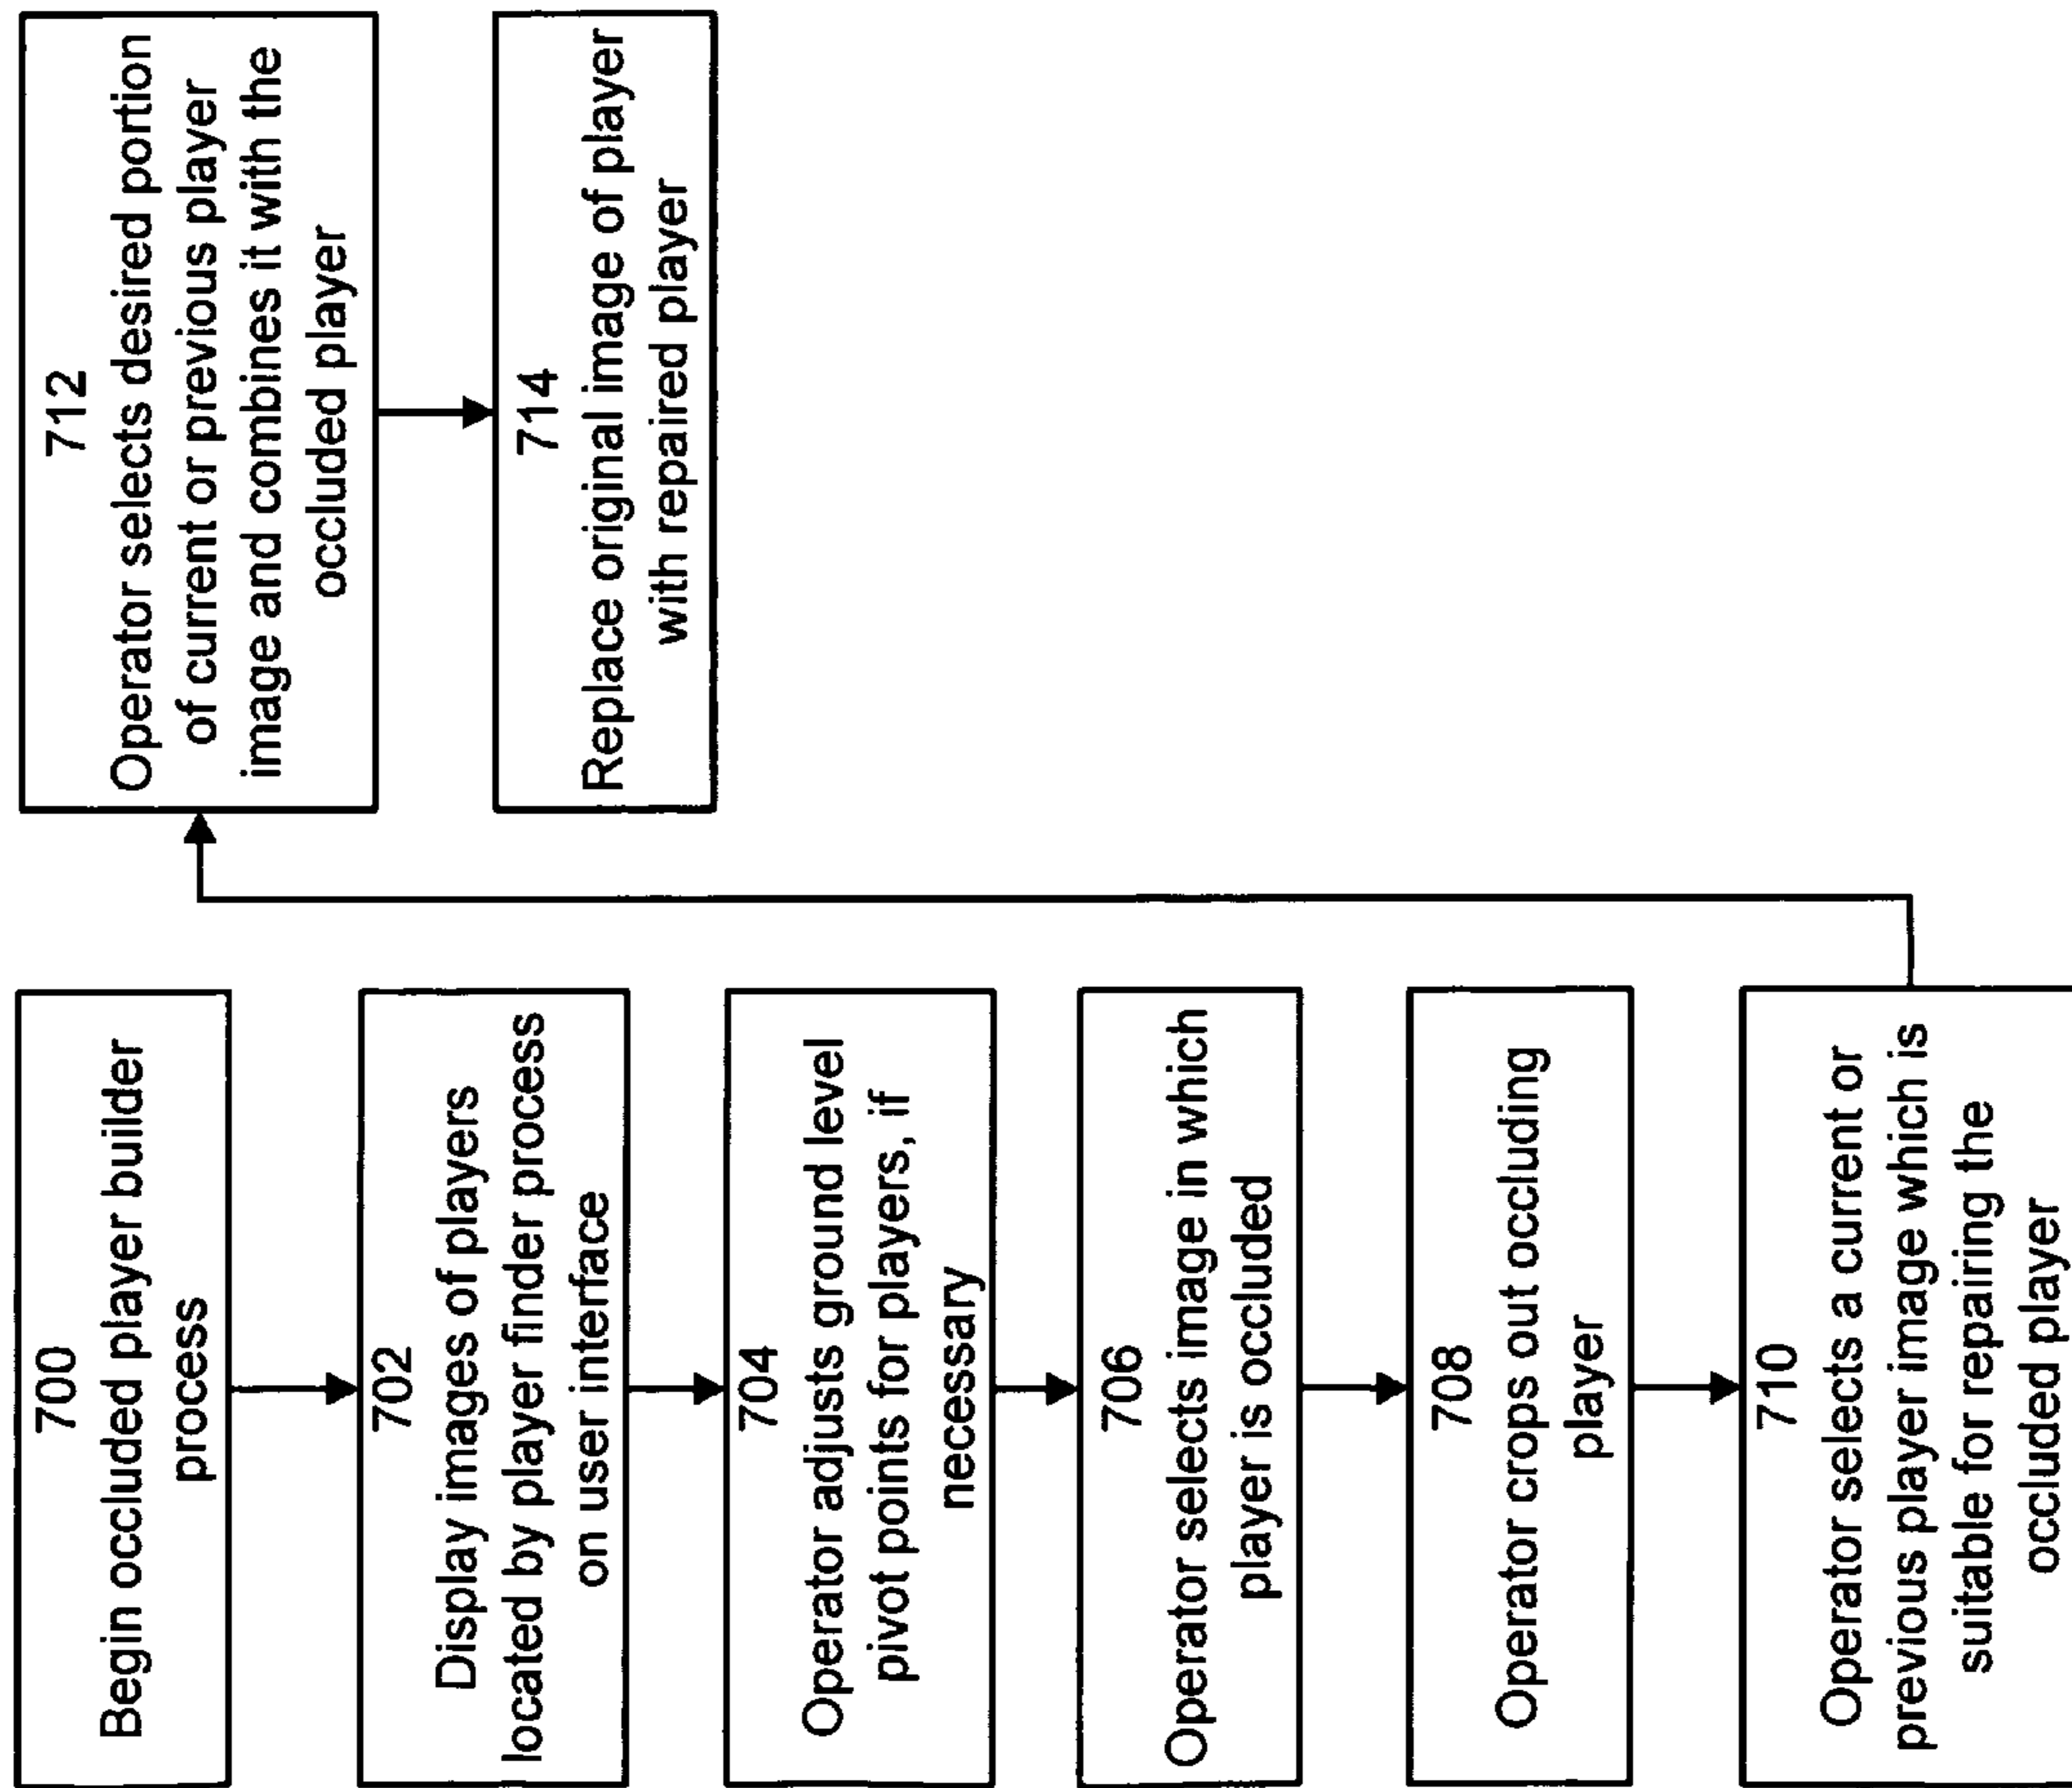 700
Begin occluded player builder
process
702
Display images of players
located by player finder process
on user interface
704
Operator adjusts ground level
pivot points for players, if
necessary
706
Operator selects image in which
player is occluded
708
Operator crops out occluding
player
710
Operator selects a current or
previous player image which is
suitable for repairing the
occluded player
712
Operator selects desired portion
of current or previous player
image and combines it with the
occluded player
714
Replace original image of player
with repaired player